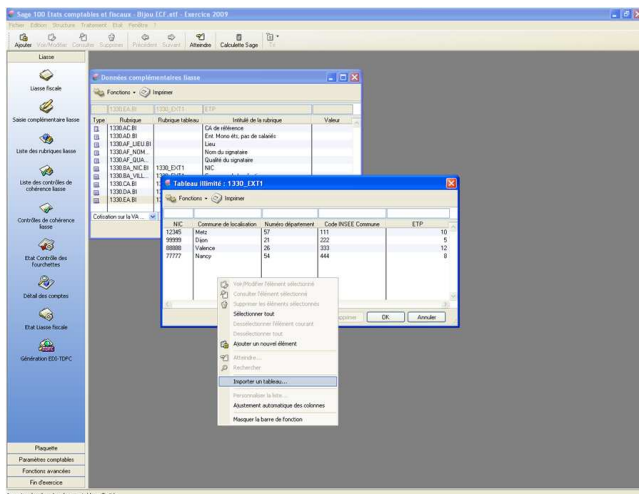 Sage 100 Etats comptables et fiscaux - Bijou (CF.etf - Exercice 2009
Fichier Edition Structure Traitement Etat Fenêtre ?
Ajouter Voir/Modifier Consulter Supprimer Précédent Suivant Atteindre Calculette Sage
Liasse
Liasse fiscale
Saisie complémentaire liasse
Liste des rubriques liasse
Liste des contrôles de cohérence liasse
Contrôles de cohérence liasse
Etat Contrôle des fourchettes
Détail des comptes
Etat Liasse fiscale
Génération EDI-TDFC
Plaquette
Paramètres comptables
Fonctions avancées
Fin d'exercice
Données complémentaires liasse
Fonctions Imprimer
1330.EA.BI 1330_EXT1 ETP
Type Rubrique Rubrique tableau Intitulé de la rubrique Valeur
1330.AC.BI CA de référence
1330.AD.BI Ent. Mono éts, pas de salariés
1330.AF_LIEU.BI Lieu
1330.AF_NOM... Nom du signataire
1330.AF_QUA... Qualité du signataire
1330.BA_NIC.BI 1330_EXT1 NIC
1330.BA_VILL...
1330.CA.BI
1330.DA.BI
1330.EA.BI
Cotisation sur la VA ...
Tableau illimité : 1330_EXT1
Fonctions Imprimer
NIC Commune de localisation Numéro département Code INSEE Commune ETP
12345 Metz 57 111 10
99999 Dijon 21 222 5
88888 Valence 26 333 12
77777 Nancy 54 444 8
OK Annuler
Voir/Modifier l'élément sélectionné
Consulter l'élément sélectionné
Supprimer les éléments sélectionnés
Sélectionner tout
Désélectionner l'élément courant
Désélectionner tout
Ajouter un nouvel élément
Atteindre...
Rechercher
Importer un tableau...
Personnaliser la liste...
Ajustement automatique des colonnes
Masquer la barre de fonction